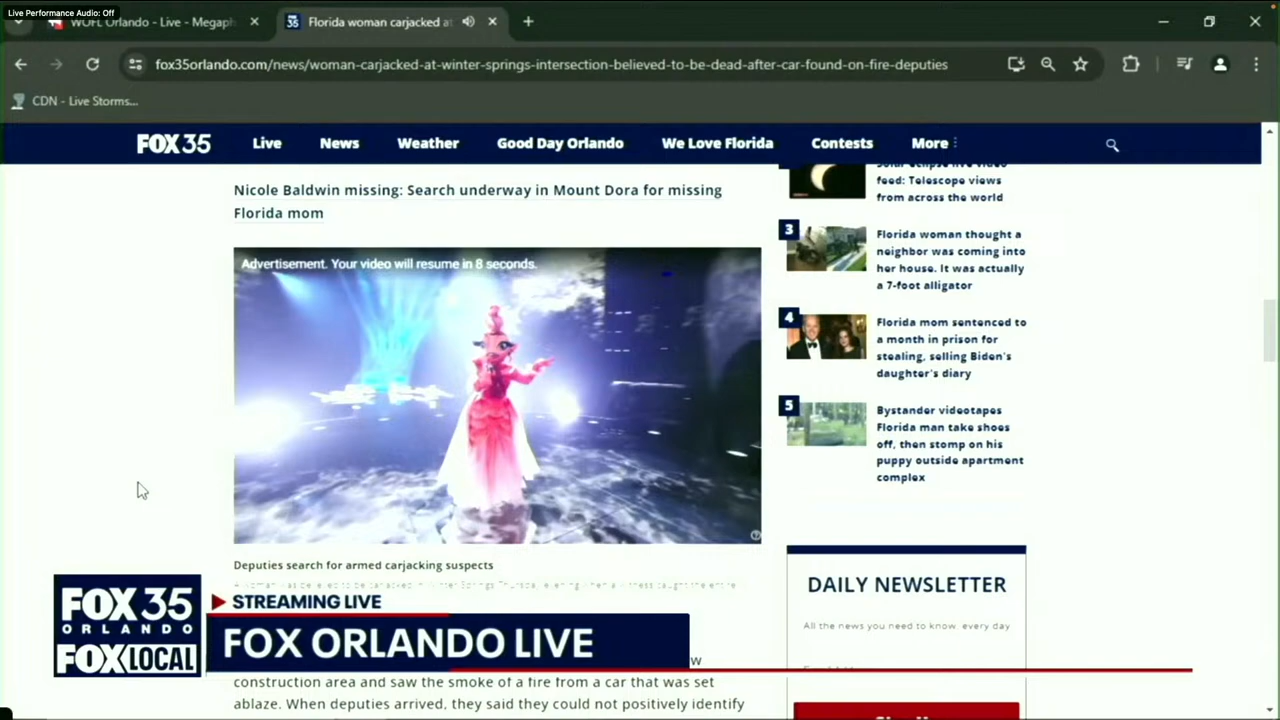 Live Performance Audio: Off
WOFL Orlando - Live - Megaph
Florida woman carjacked at
fox35orlando.com/news/woman-carjacked-at-winter-springs-intersection-believed-to-be-dead-after-car-found-on-fire-deputies
CDN - Live Storms...
FOX 35
Live
News
Weather
Good Day Orlando
We Love Florida
Contests
More
Nicole Baldwin missing: Search underway in Mount Dora for missing
Florida mom
Advertisement. Your video will resume in 8 seconds.
Deputies search for armed carjacking suspects
construction area and saw the smoke of a fire from a car that was set
ablaze. When deputies arrived, they said they could not positively identify
Solar eclipse live video
feed: Telescope views
from across the world
3
Florida woman thought a
neighbor was coming into
her house. It was actually
a 7-foot alligator
4
Florida mom sentenced to
a month in prison for
stealing, selling Biden's
daughter's diary
5
Bystander videotapes
Florida man take shoes
off, then stomp on his
puppy outside apartment
complex
DAILY NEWSLETTER
All the news you need to know, every day
FOX 35
ORLANDO
FOX LOCAL
STREAMING LIVE
FOX ORLANDO LIVE